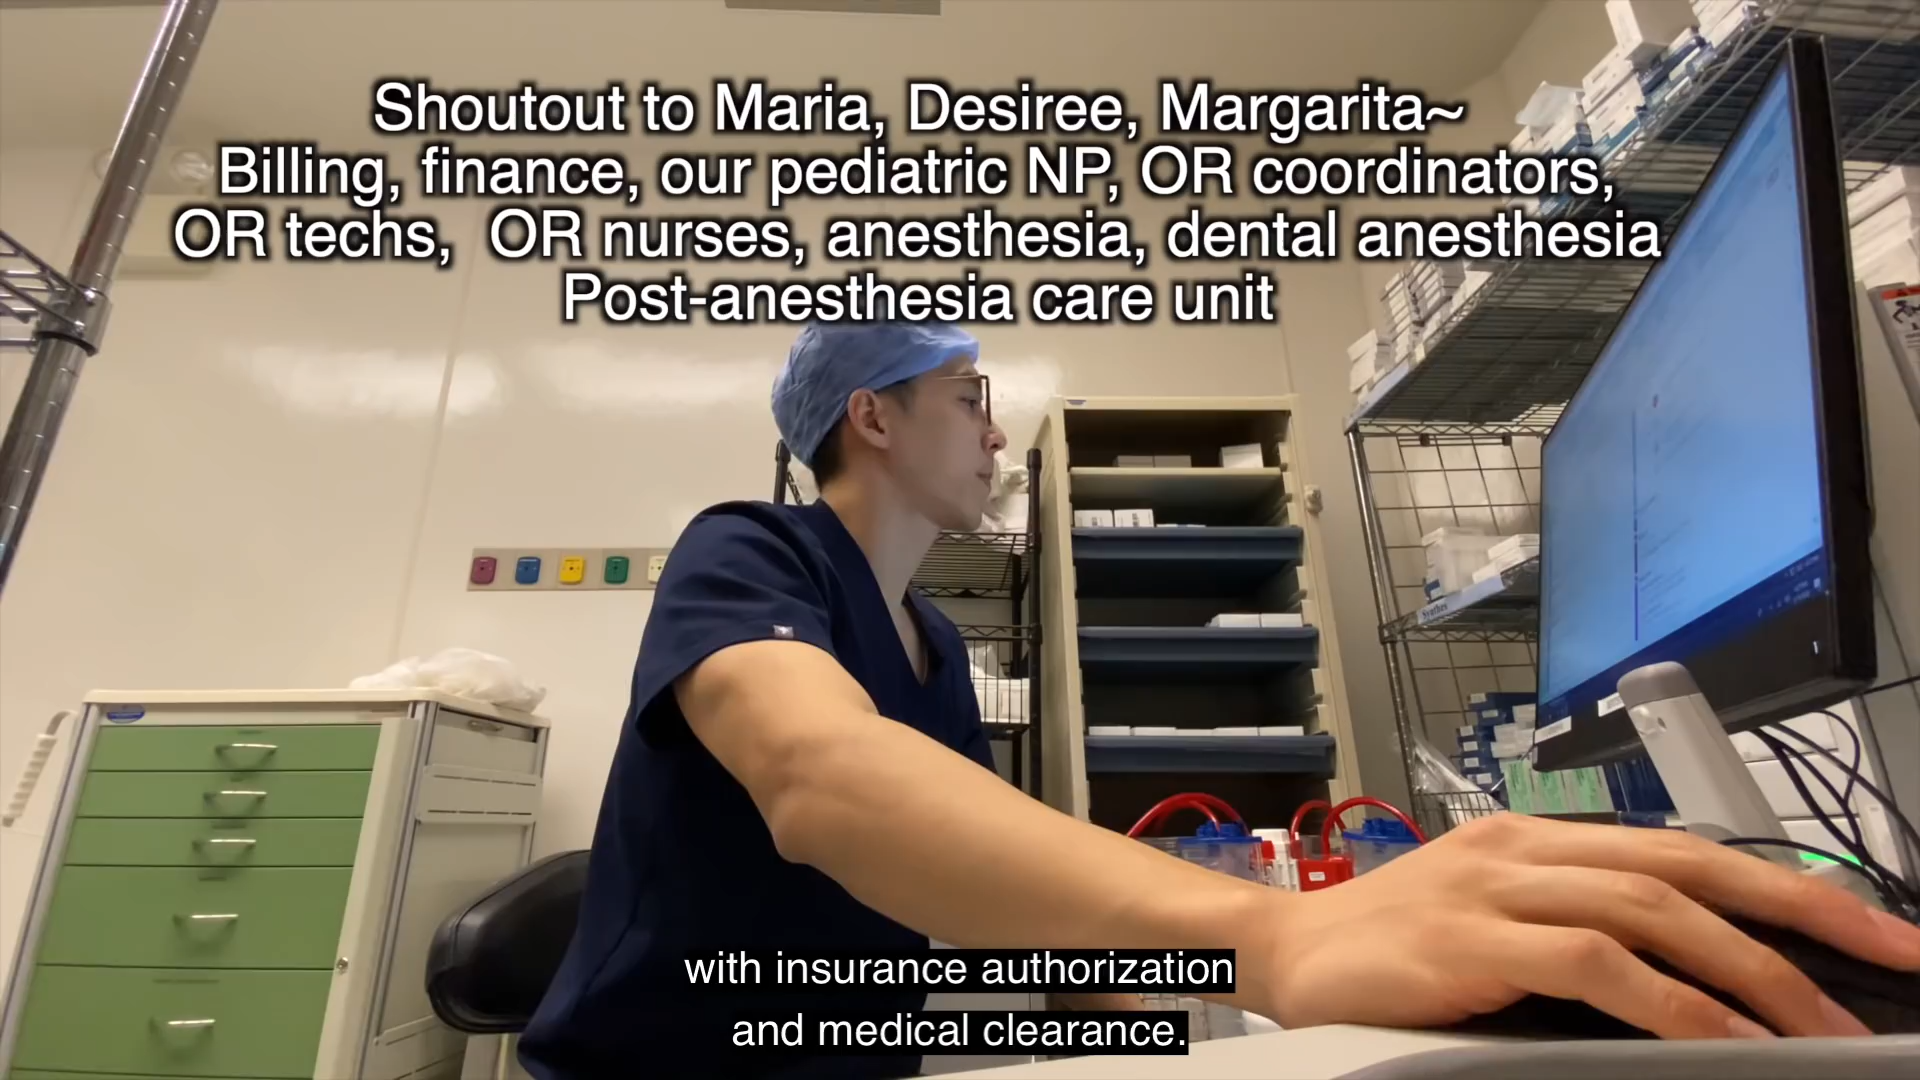 Shoutout to Maria, Desiree, Margarita~
Billing, finance, our pediatric NP, OR coordinators,
OR techs, OR nurses, anesthesia, dental anesthesia
Post-anesthesia care unit
Synthes
with insurance authorization
and medical clearance.